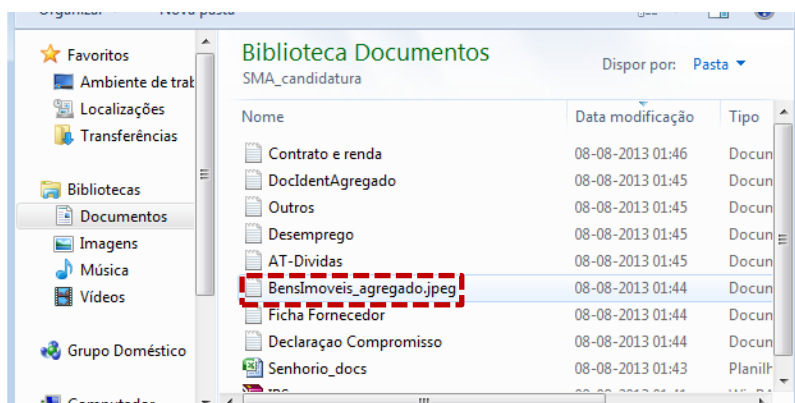 Organizar
Nova pasta
Favoritos
Ambiente de trab
Localizações
Transferências
Bibliotecas
Documentos
Imagens
Música
Vídeos
Grupo Doméstico
Computador
Biblioteca Documentos
SMA_candidatura
Dispor por: Pasta
Nome Data modificação Tipo
Contrato e renda 08-08-2013 01:46 Docun
DocIdentAgregado 08-08-2013 01:45 Docun
Outros 08-08-2013 01:45 Docun
Desemprego 08-08-2013 01:45 Docun
AT-Dividas 08-08-2013 01:45 Docun
BensImoveis_agregado.jpeg 08-08-2013 01:44 Docun
Ficha Fornecedor 08-08-2013 01:44 Docun
Declaraçao Compromisso 08-08-2013 01:44 Docun
Senhorio_docs 08-08-2013 01:43 Planilh